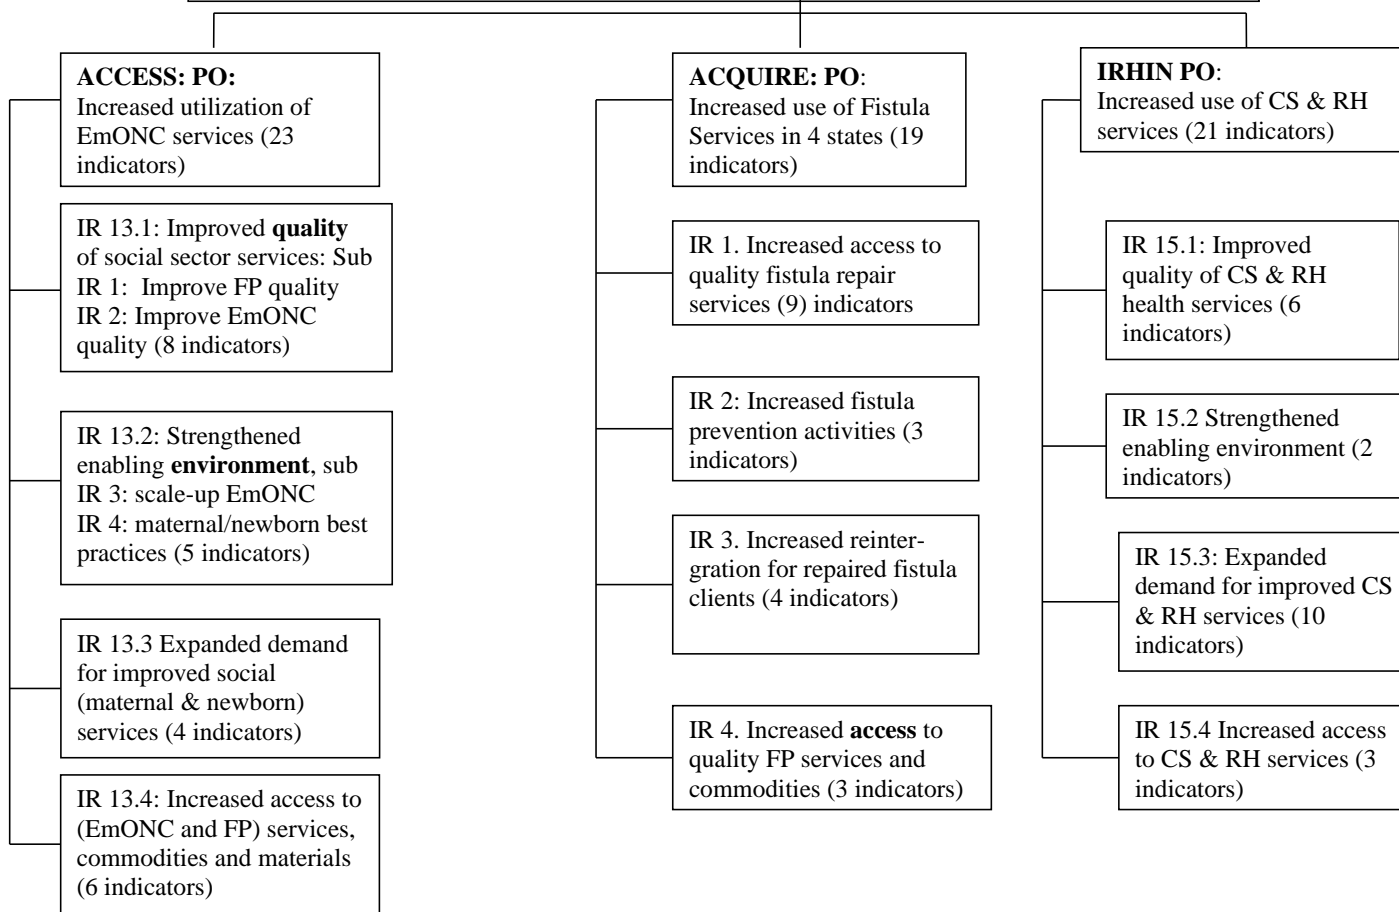 ACCESS: PO:
Increased utilization of
EmONC services (23
indicators)
IR 13.1: Improved quality
of social sector services: Sub
IR 1:  Improve FP quality
IR 2: Improve EmONC
quality (8 indicators)
IR 13.2: Strengthened
enabling environment, sub
IR 3: scale-up EmONC
IR 4: maternal/newborn best
practices (5 indicators)
IR 13.3 Expanded demand
for improved social
(maternal & newborn)
services (4 indicators)
IR 13.4: Increased access to
(EmONC and FP) services,
commodities and materials
(6 indicators)
ACQUIRE: PO:
Increased use of Fistula
Services in 4 states (19
indicators)
IR 1. Increased access to
quality fistula repair
services (9) indicators
IR 2: Increased fistula
prevention activities (3
indicators)
IR 3. Increased reinter-
gration for repaired fistula
clients (4 indicators)
IR 4. Increased access to
quality FP services and
commodities (3 indicators)
IRHIN PO:
Increased use of CS & RH
services (21 indicators)
IR 15.1: Improved
quality of CS & RH
health services (6
indicators)
IR 15.2 Strengthened
enabling environment (2
indicators)
IR 15.3: Expanded
demand for improved CS
& RH services (10
indicators)
IR 15.4 Increased access
to CS & RH services (3
indicators)